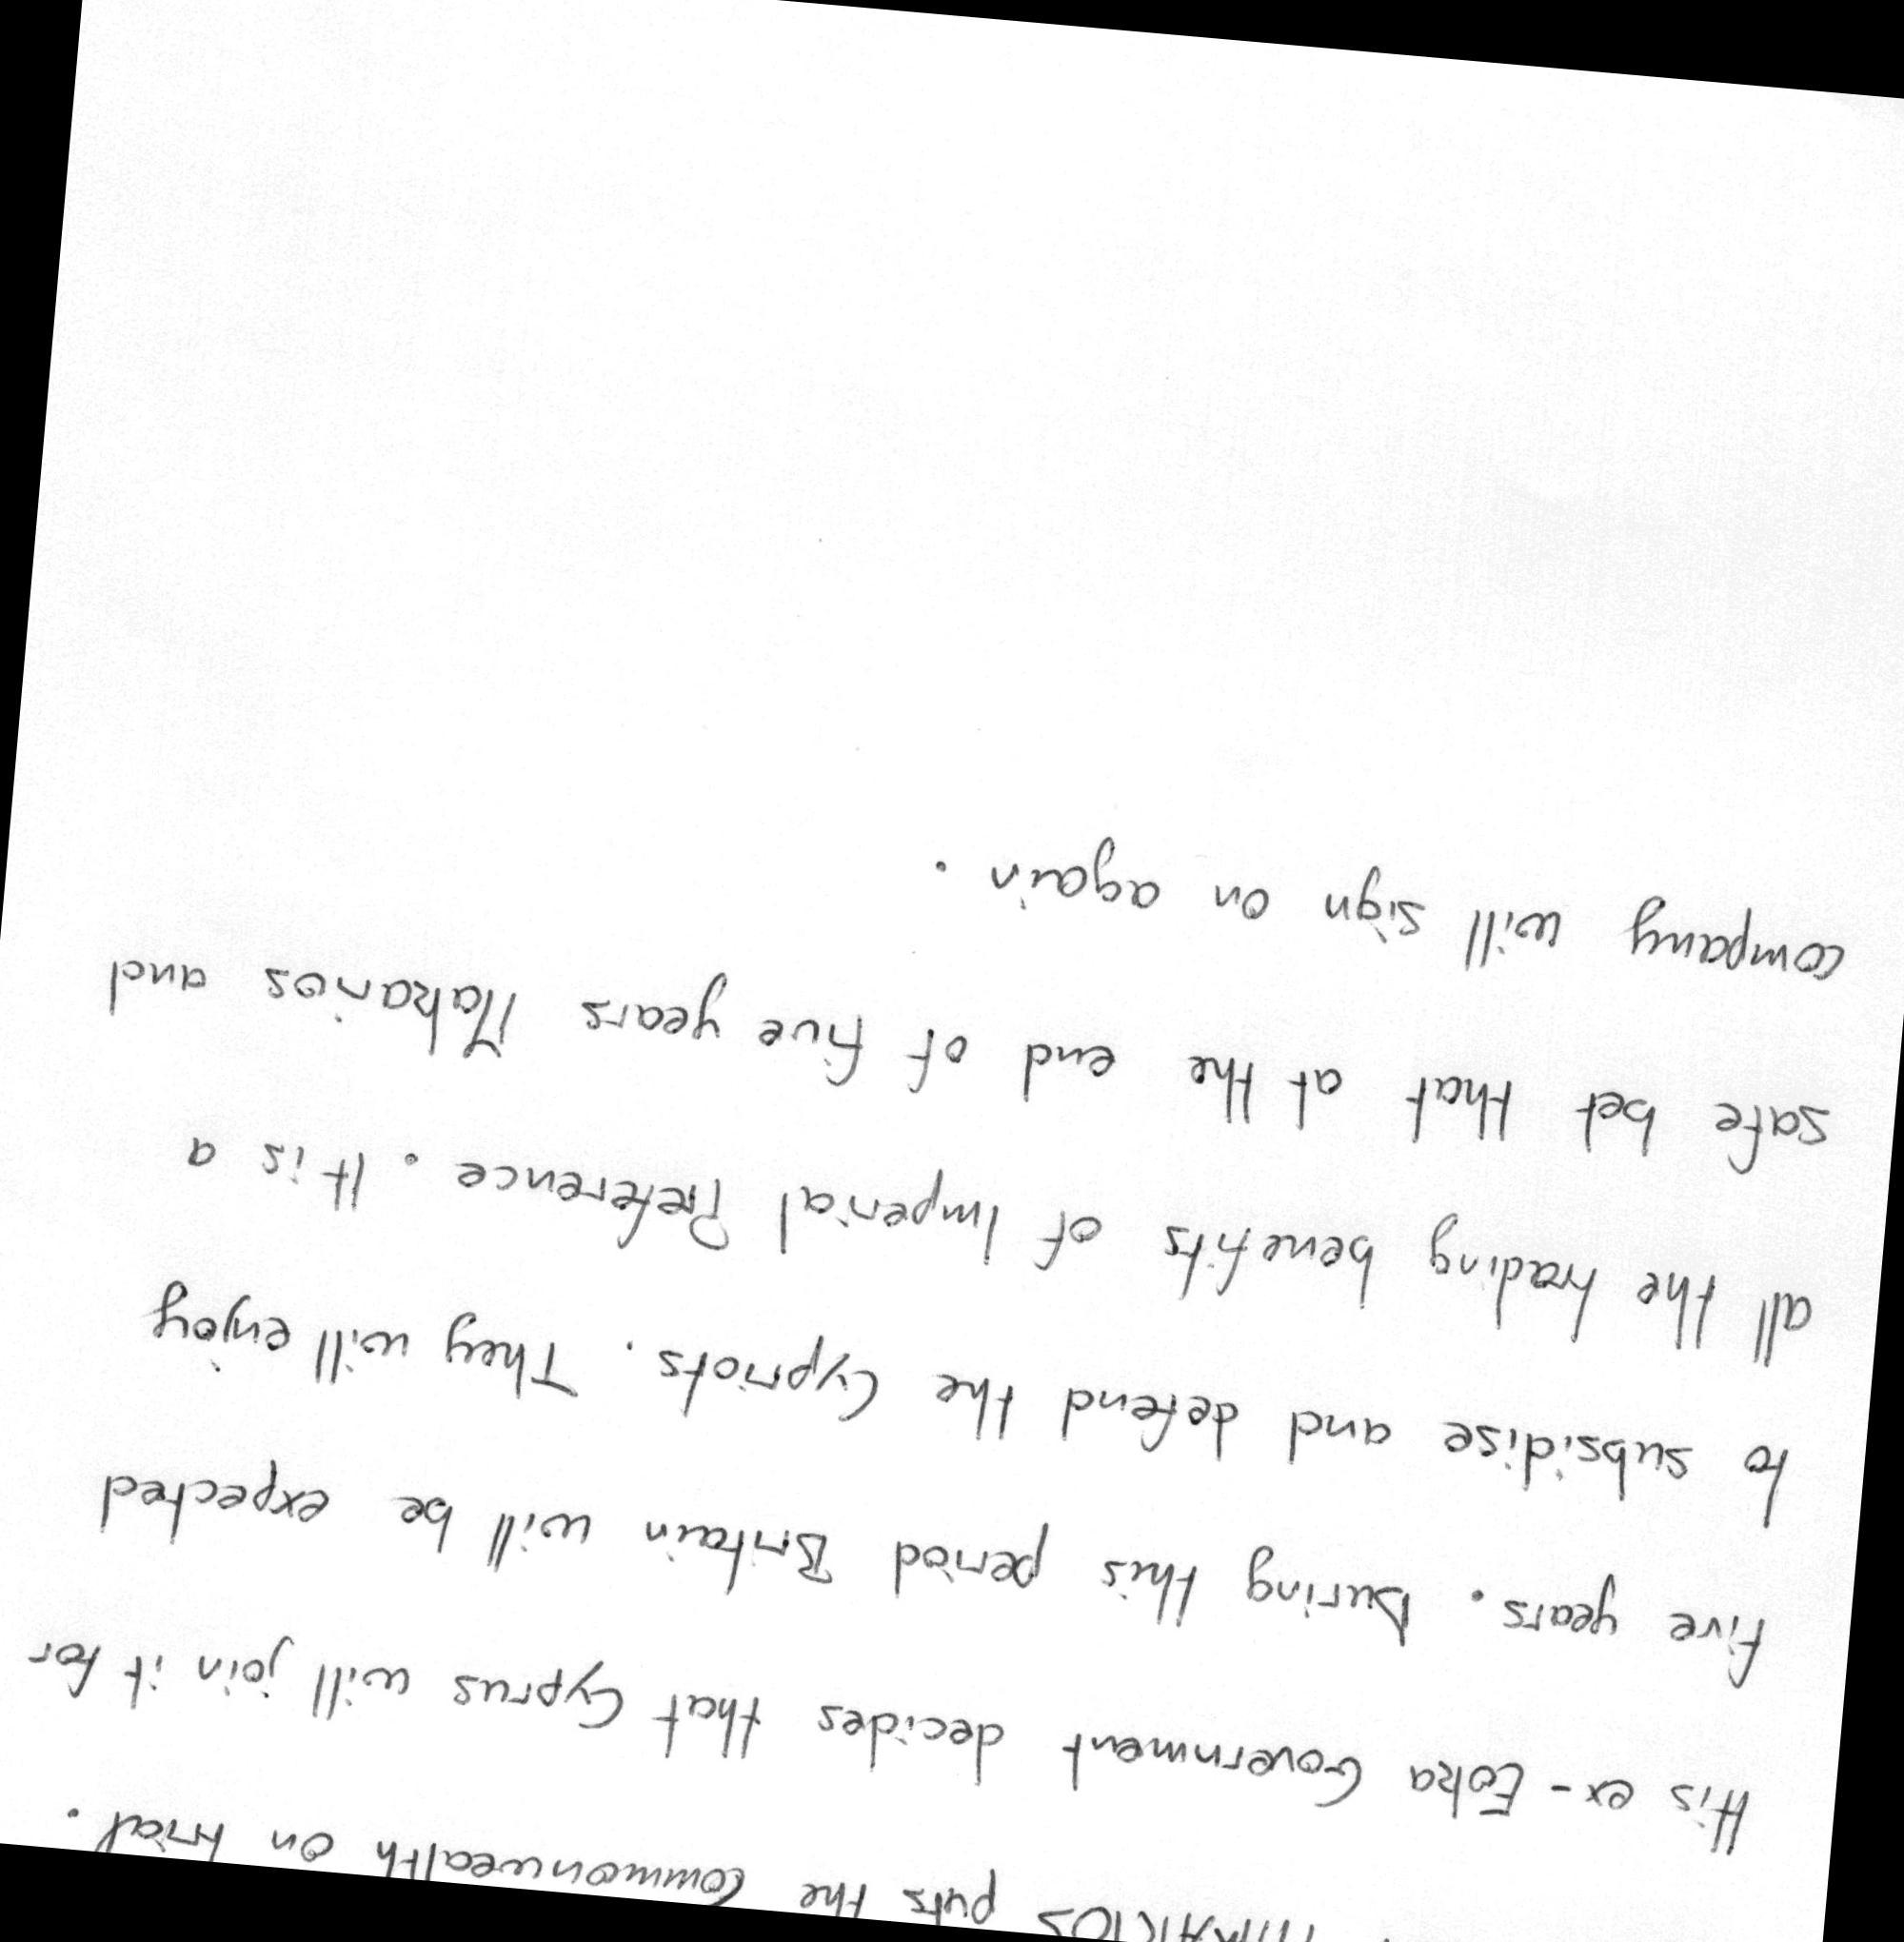 MAKARIOS puts the Commonwealth on trial.
His ex-Eoka Government decides that Cyprus will join it for
five years. During this period Britain will be expected
to subsidise and defend the Cypriots. They will enjoy
all the trading benefits of Imperial Preference. It is a
safe bet that at the end of five years Makarios and
company will sign on again.